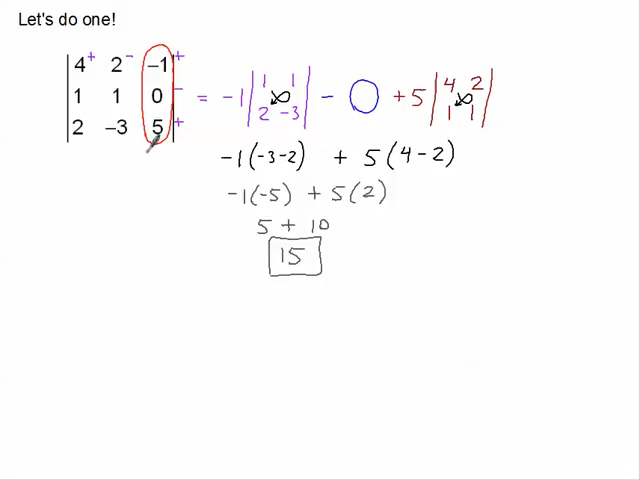 Let's do one!
4⁺ 2⁻ –1⁺
1 1 0⁻ = -1 |1 1| - 0 + 5 |4 2|
2 –3 5⁺ |2 -3| |1 1|
-1(-3-2) + 5(4-2)
-1(-5) + 5(2)
5 + 10
15